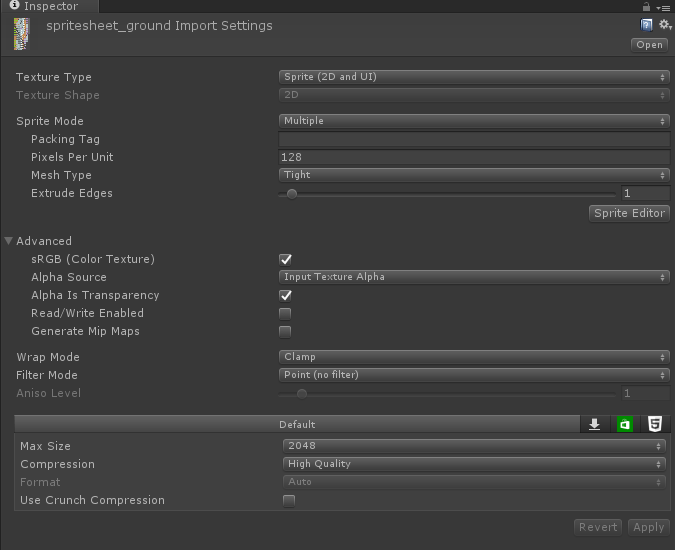 Inspector
spritesheet_ground Import Settings
Open
Texture Type Sprite (2D and UI)
Texture Shape 2D
Sprite Mode Multiple
Packing Tag
Pixels Per Unit 128
Mesh Type Tight
Extrude Edges 1
Sprite Editor
Advanced
sRGB (Color Texture)
Alpha Source Input Texture Alpha
Alpha Is Transparency
Read/Write Enabled
Generate Mip Maps
Wrap Mode Clamp
Filter Mode Point (no filter)
Aniso Level 1
Default
Max Size 2048
Compression High Quality
Format Auto
Use Crunch Compression
Revert Apply